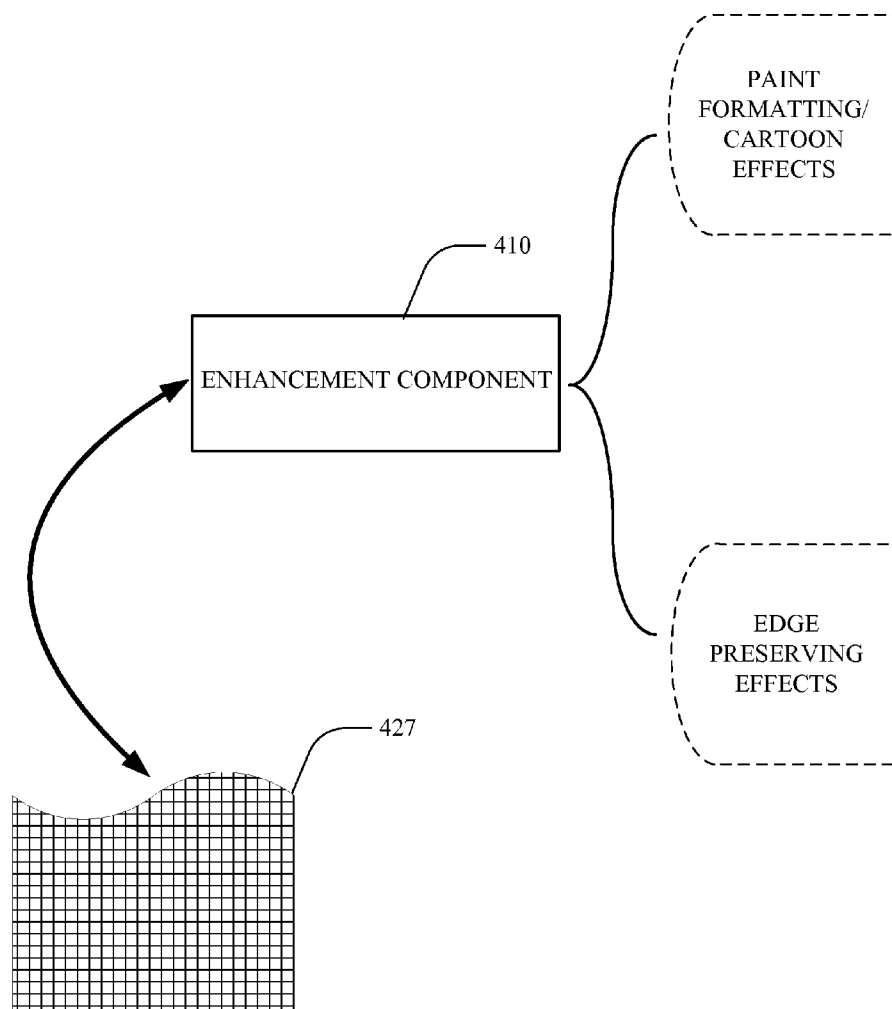 PAINT
FORMATTING/
CARTOON
EFFECTS
410
ENHANCEMENT COMPONENT
EDGE
PRESERVING
EFFECTS
427